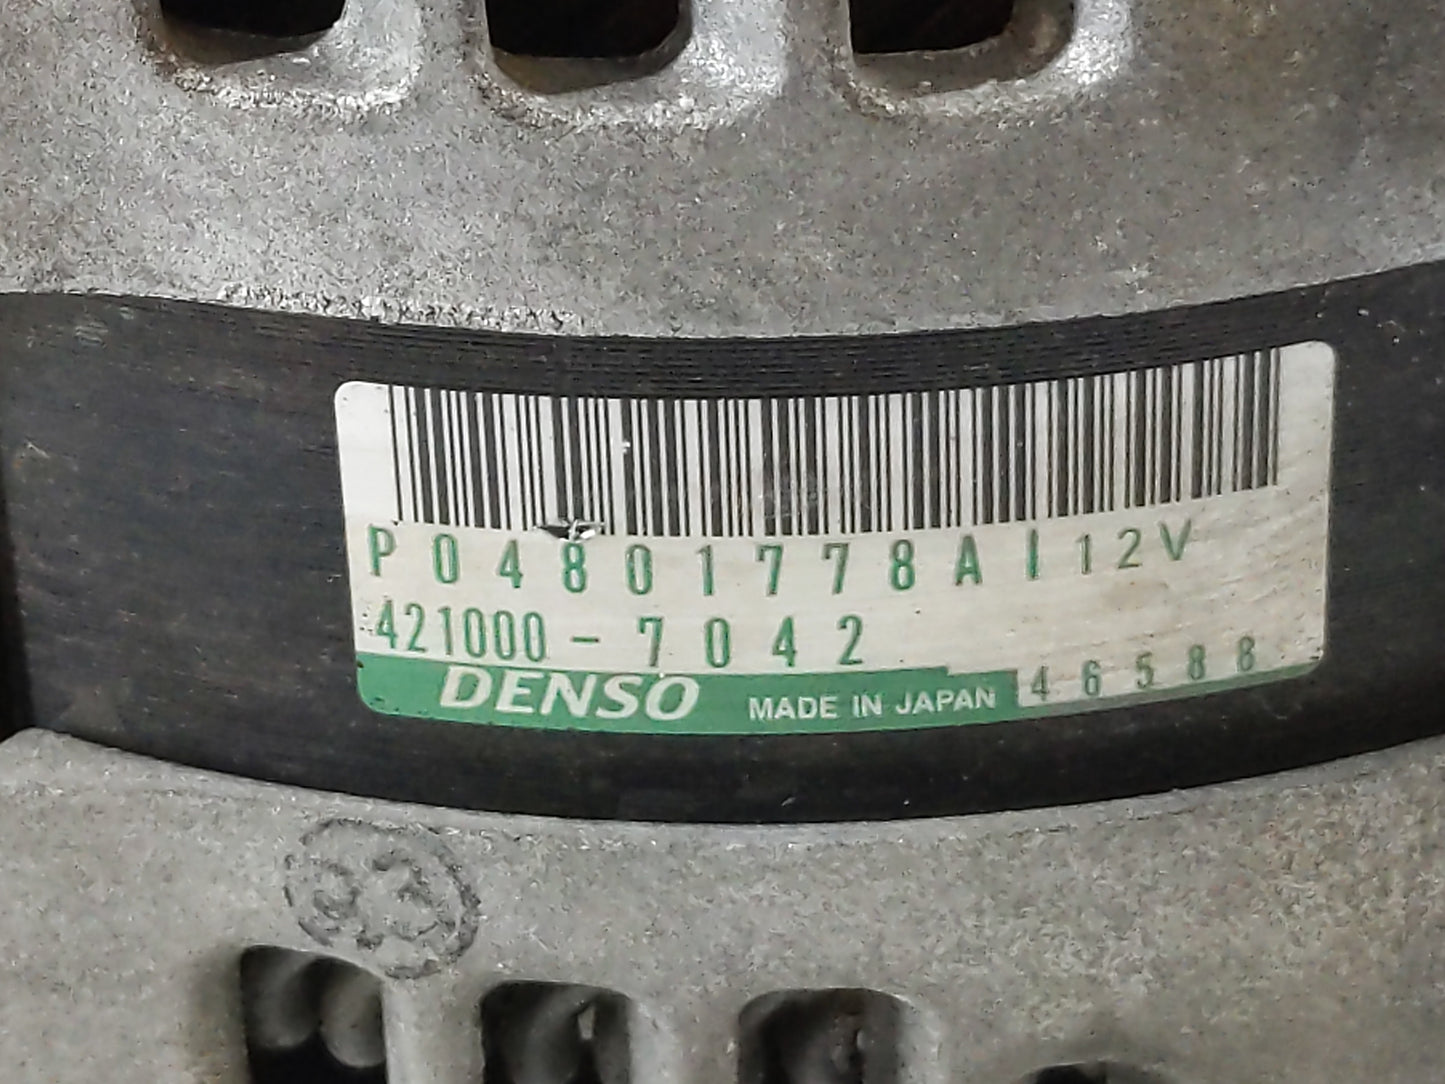 P04801778AI 12V
421000-7042
DENSO MADE IN JAPAN 46588